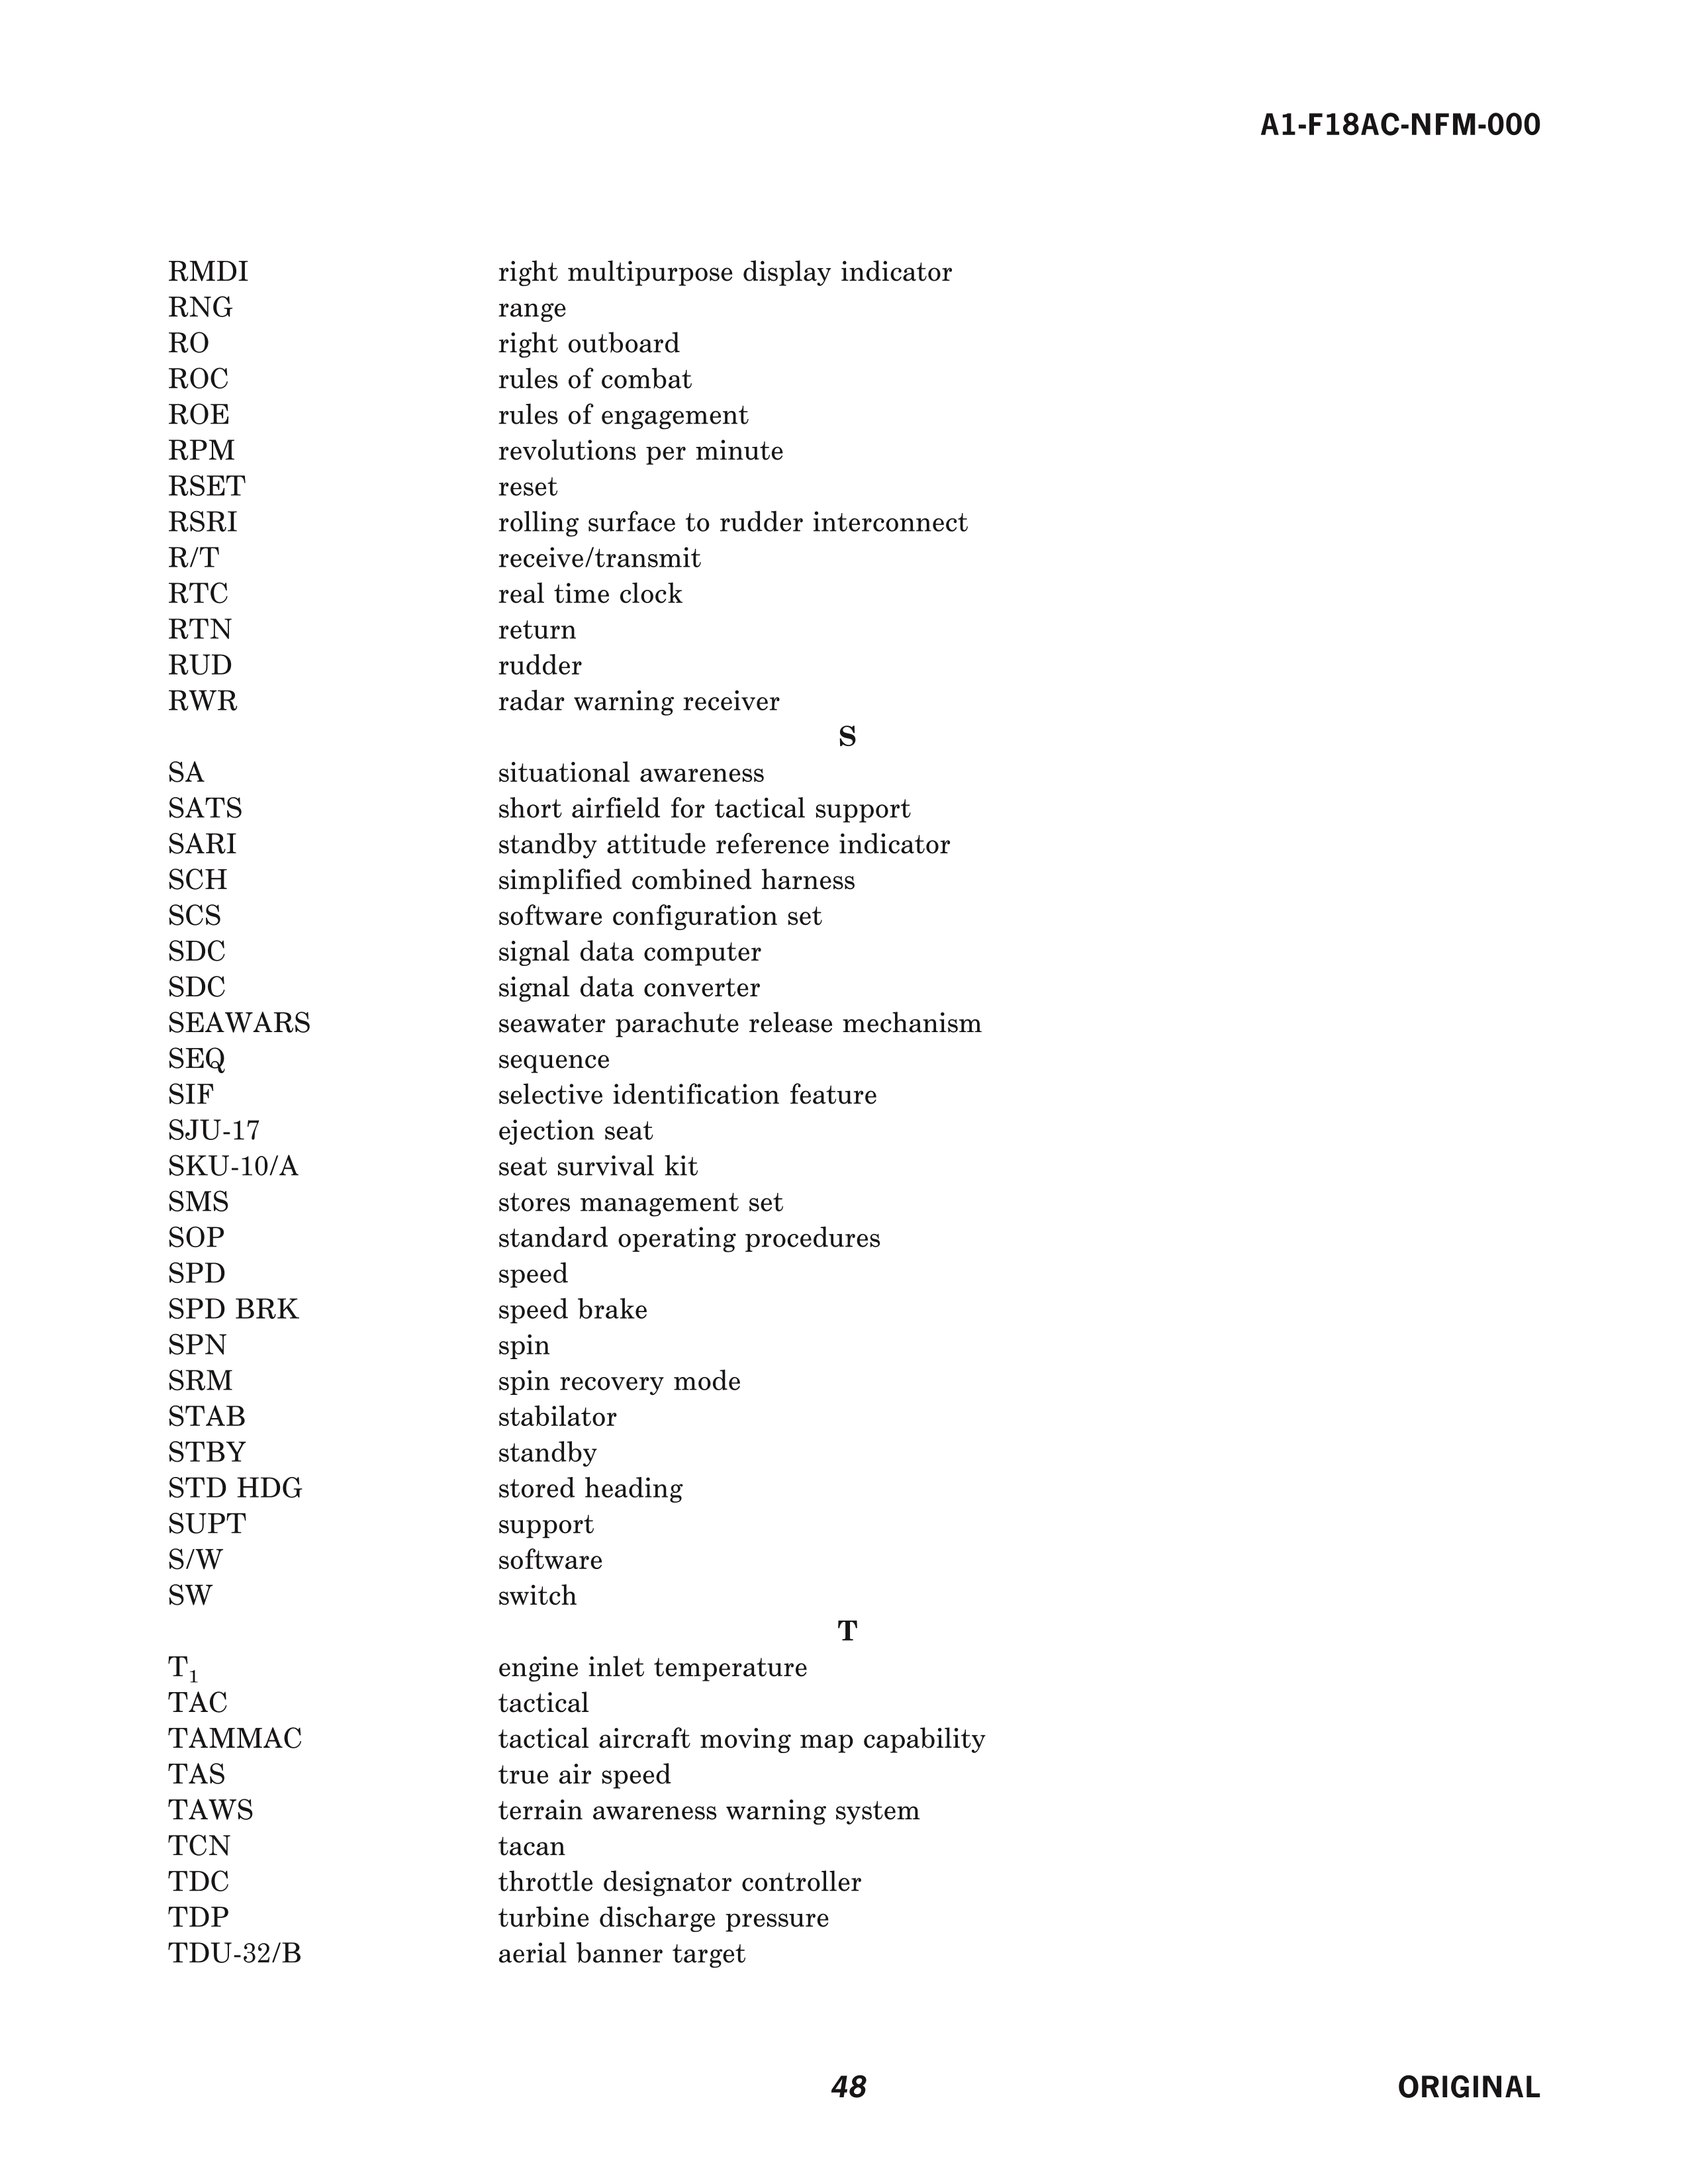 A1-F18AC-NFM-000
RMDI right multipurpose display indicator
RNG range
RO right outboard
ROC rules of combat
ROE rules of engagement
RPM revolutions per minute
RSET reset
RSRI rolling surface to rudder interconnect
R/T receive/transmit
RTC real time clock
RTN return
RUD rudder
RWR radar warning receiver
S
SA situational awareness
SATS short airfield for tactical support
SARI standby attitude reference indicator
SCH simplified combined harness
SCS software configuration set
SDC signal data computer
SDC signal data converter
SEAWARS seawater parachute release mechanism
SEQ sequence
SIF selective identification feature
SJU-17 ejection seat
SKU-10/A seat survival kit
SMS stores management set
SOP standard operating procedures
SPD speed
SPD BRK speed brake
SPN spin
SRM spin recovery mode
STAB stabilator
STBY standby
STD HDG stored heading
SUPT support
S/W software
SW switch
T
T₁ engine inlet temperature
TAC tactical
TAMMAC tactical aircraft moving map capability
TAS true air speed
TAWS terrain awareness warning system
TCN tacan
TDC throttle designator controller
TDP turbine discharge pressure
TDU-32/B aerial banner target
48 ORIGINAL